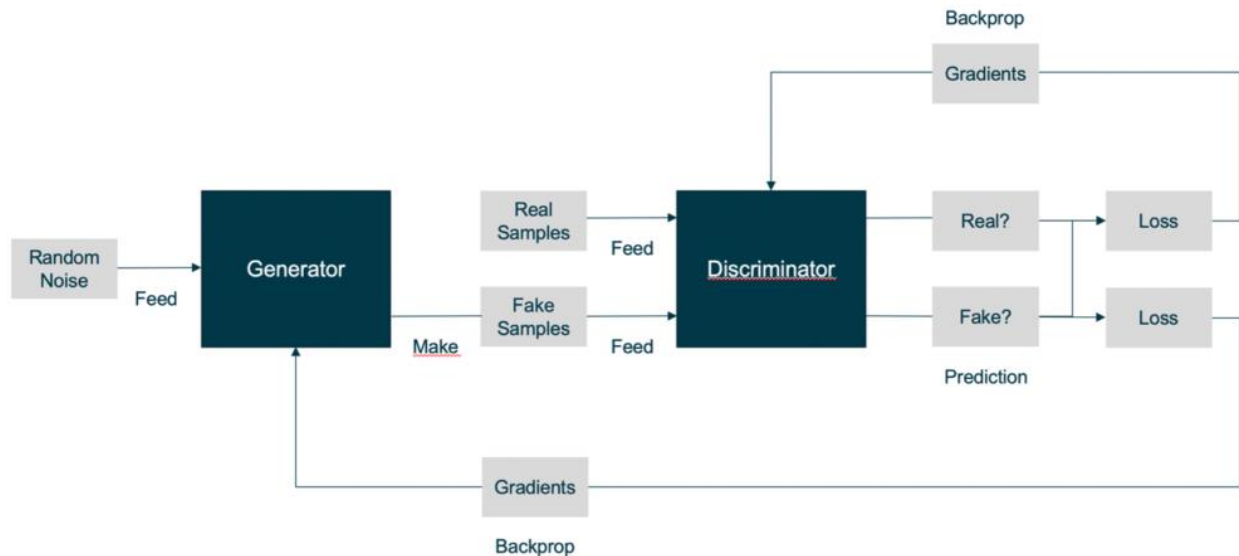 Backprop
Gradients
Real
Samples
Real?
Loss
Random
Noise
Feed
Generator
Feed
Discriminator
Fake
Samples
Make
Feed
Fake?
Loss
Prediction
Gradients
Backprop